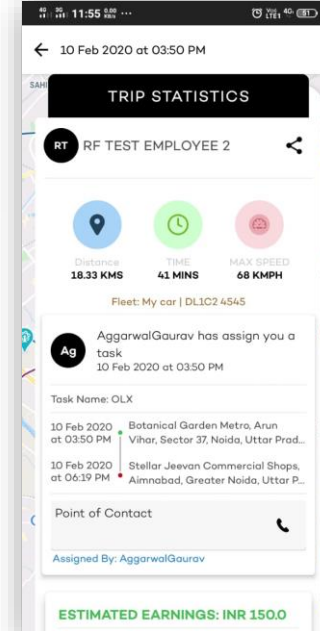 11:55
10 Feb 2020 at 03:50 PM
SAHI
TRIP STATISTICS
RT RF TEST EMPLOYEE 2
Distance TIME MAX SPEED
18.33 KMS 41 MINS 68 KMPH
Fleet: My car | DL1C2 4545
AggarwalGaurav has assign you a
Ag task
10 Feb 2020 at 03:50 PM
Task Name: OLX
10 Feb 2020 Botanical Garden Metro, Arun
at 03:50 PM Vihar, Sector 37, Noida, Uttar Prad...
10 Feb 2020 Stellar Jeevan Commercial Shops,
at 06:19 PM Aimnabad, Greater Noida, Uttar P...
Point of Contact
Assigned By: AggarwalGaurav
ESTIMATED EARNINGS: INR 150.0